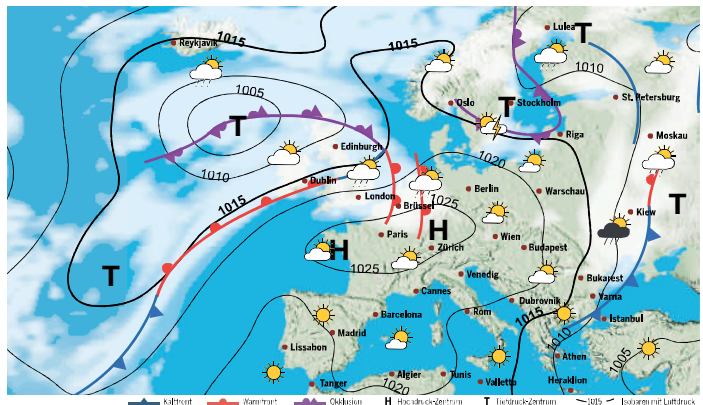 Lulea
T
1015
Reykjavik
1015
1010
1005
Oslo
T
Stockholm
St. Petersburg
T
Riga
Moskau
Edinburgh
1020
1010
Dublin
Berlin
Warschau
London
1025
1015
Brüssel
T
Kiew
Paris
H
Wien
H
Zürich
Budapest
1025
T
Venedig
Bukarest
Cannes
Varna
Dubrovnik
Barcelona
Rom
1015
Istanbul
Madrid
1010
Lissabon
Athen
1005
Algier
Tunis
Valletta
Tanger
1020
Heraklion
Kaltfront Warmfront Okklusion H Hochdruck-Zentrum T Tiefdruck-Zentrum 1015 Isobaren mit Luftdruck